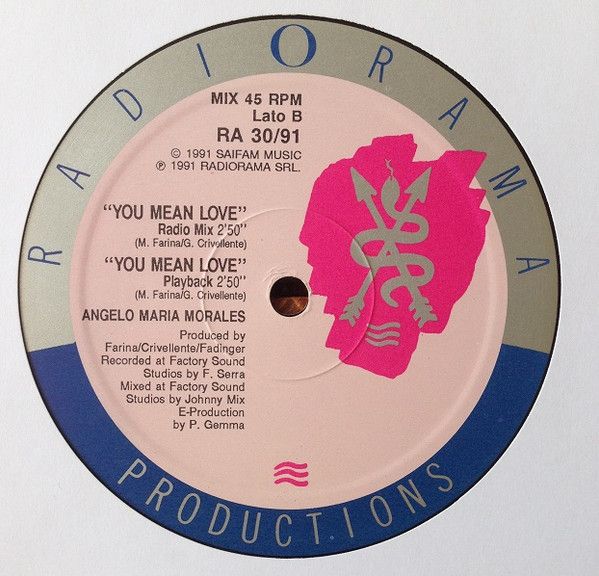 RADIORAMA
MIX 45 RPM
Lato B
RA 30/91
© 1991 SAIFAM MUSIC
℗ 1991 RADIORAMA SRL.
“YOU MEAN LOVE”
Radio Mix 2'50''
(M. Farina/G. Crivellente)
“YOU MEAN LOVE”
Playback 2'50''
(M. Farina/G. Crivellente)
ANGELO MARIA MORALES
Produced by
Farina/Crivellente/Fadinger
Recorded at Factory Sound
Studios by F. Serra
Mixed at Factory Sound
Studios by Johnny Mix
E-Production
by P. Gemma
PRODUCTIONS